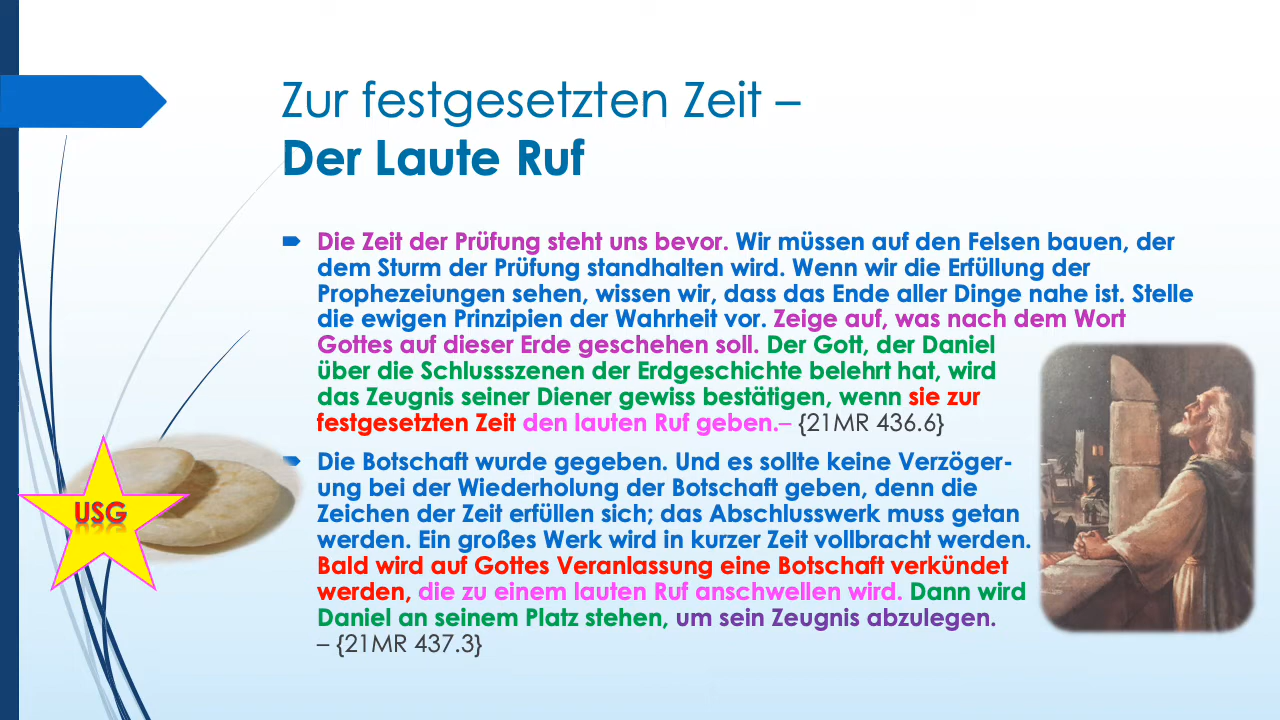 Zur festgesetzten Zeit –
Der Laute Ruf
Die Zeit der Prüfung steht uns bevor. Wir müssen auf den Felsen bauen, der
dem Sturm der Prüfung standhalten wird. Wenn wir die Erfüllung der
Prophezeiungen sehen, wissen wir, dass das Ende aller Dinge nahe ist. Stelle
die ewigen Prinzipien der Wahrheit vor. Zeige auf, was nach dem Wort
Gottes auf dieser Erde geschehen soll. Der Gott, der Daniel
über die Schlussszenen der Erdgeschichte belehrt hat, wird
das Zeugnis seiner Diener gewiss bestätigen, wenn sie zur
festgesetzten Zeit den lauten Ruf geben.– {21MR 436.6}
Die Botschaft wurde gegeben. Und es sollte keine Verzöger-
ung bei der Wiederholung der Botschaft geben, denn die
Zeichen der Zeit erfüllen sich; das Abschlusswerk muss getan
werden. Ein großes Werk wird in kurzer Zeit vollbracht werden.
Bald wird auf Gottes Veranlassung eine Botschaft verkündet
werden, die zu einem lauten Ruf anschwellen wird. Dann wird
Daniel an seinem Platz stehen, um sein Zeugnis abzulegen.
– {21MR 437.3}
USG